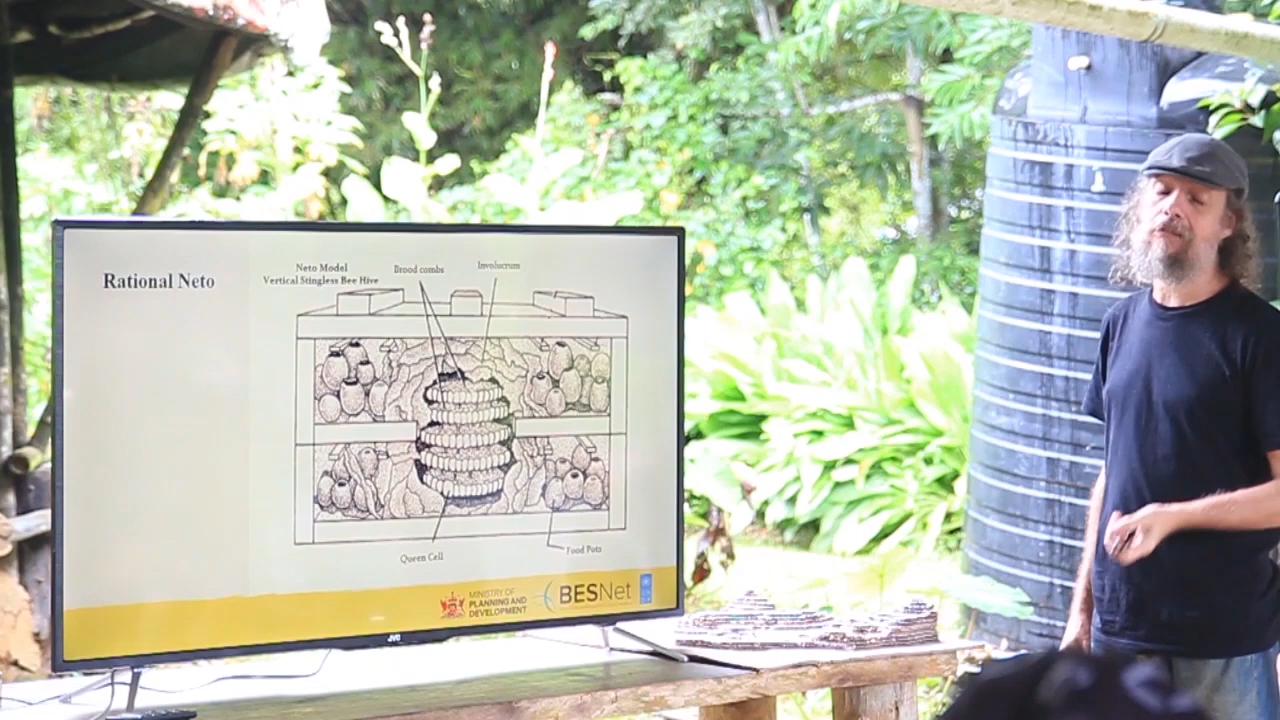 Rational Neto
Neto Model
Vertical Stingless Bee Hive
Brood combs
Involucrum
Queen Cell
Food Pots
MINISTRY OF
PLANNING AND
DEVELOPMENT
BESNet
JVC